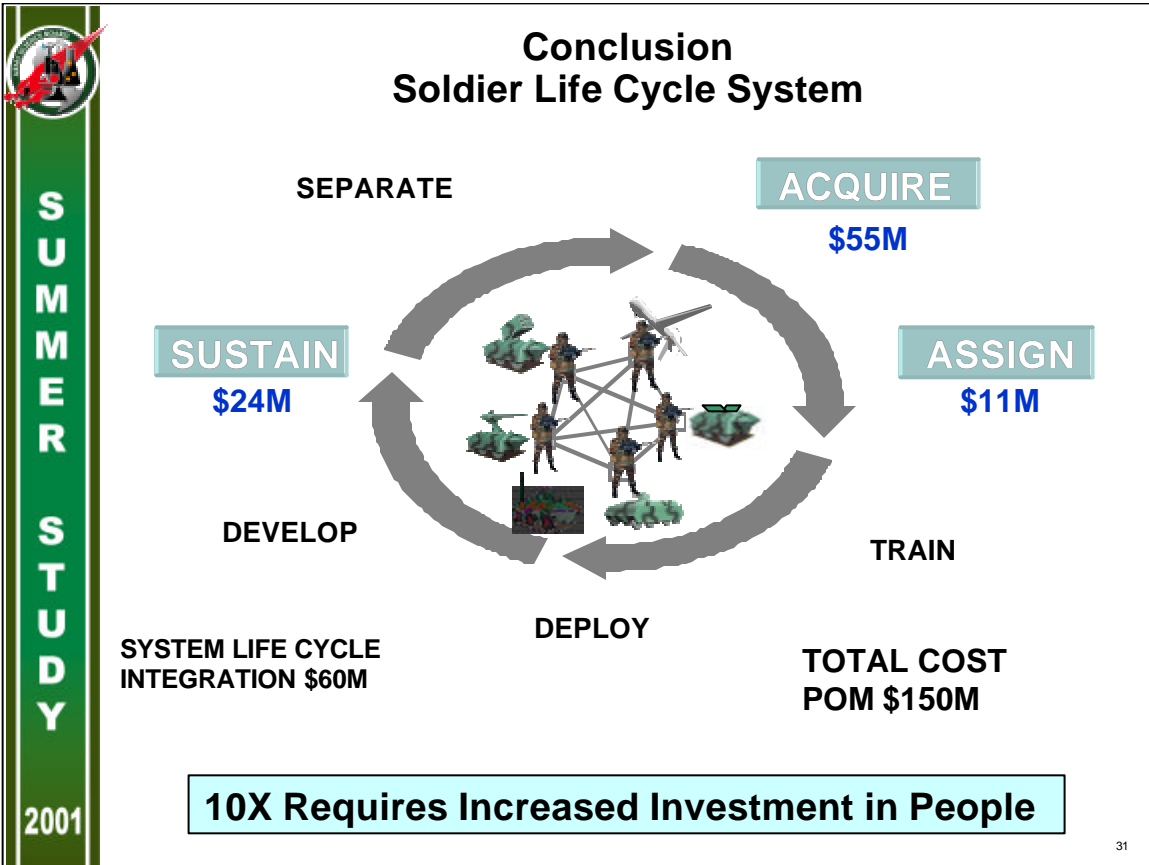 Conclusion
Soldier Life Cycle System
SEPARATE
ACQUIRE
$55M
SUSTAIN
$24M
ASSIGN
$11M
DEVELOP
TRAIN
DEPLOY
SYSTEM LIFE CYCLE
INTEGRATION $60M
TOTAL COST
POM $150M
10X Requires Increased Investment in People
SUMMER STUDY
2001
31